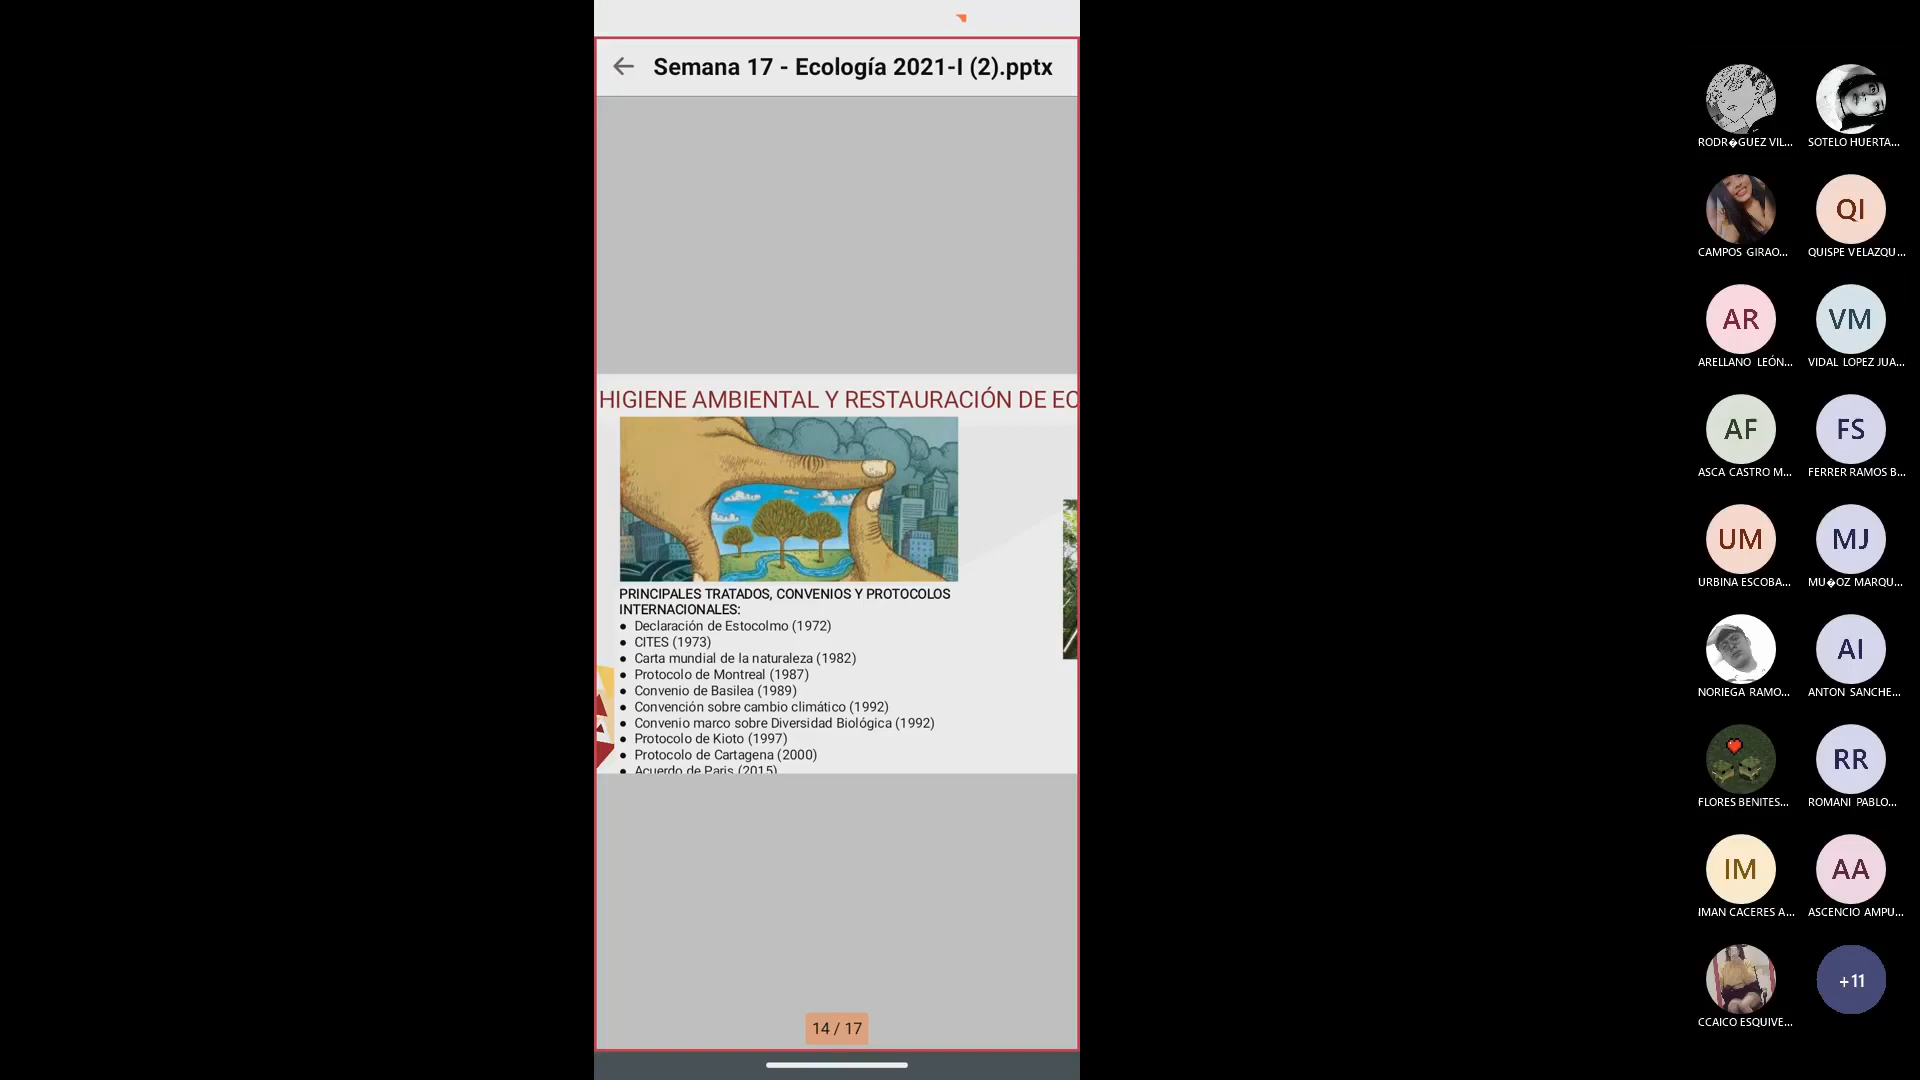 Semana 17 - Ecología 2021-I (2).pptx
HIGIENE AMBIENTAL Y RESTAURACIÓN DE EC
PRINCIPALES TRATADOS, CONVENIOS Y PROTOCOLOS
INTERNACIONALES:
● Declaración de Estocolmo (1972)
● CITES (1973)
● Carta mundial de la naturaleza (1982)
● Protocolo de Montreal (1987)
● Convenio de Basilea (1989)
● Convención sobre cambio climático (1992)
● Convenio marco sobre Diversidad Biológica (1992)
● Protocolo de Kioto (1997)
● Protocolo de Cartagena (2000)
● Acuerdo de Paris (2015)
14 / 17
RODR�GUEZ VIL...
SOTELO HUERTA...
CAMPOS GIRAO...
QI
QUISPE VELAZQU...
AR
ARELLANO LEÓN...
VM
VIDAL LOPEZ JUA...
AF
ASCA CASTRO M...
FS
FERRER RAMOS B...
UM
URBINA ESCOBA...
MJ
MU�OZ MARQU...
NORIEGA RAMO...
AI
ANTON SANCHE...
FLORES BENITES...
RR
ROMANI PABLO...
IM
IMAN CACERES A...
AA
ASCENCIO AMPU...
CCAICO ESQUIVE...
+11